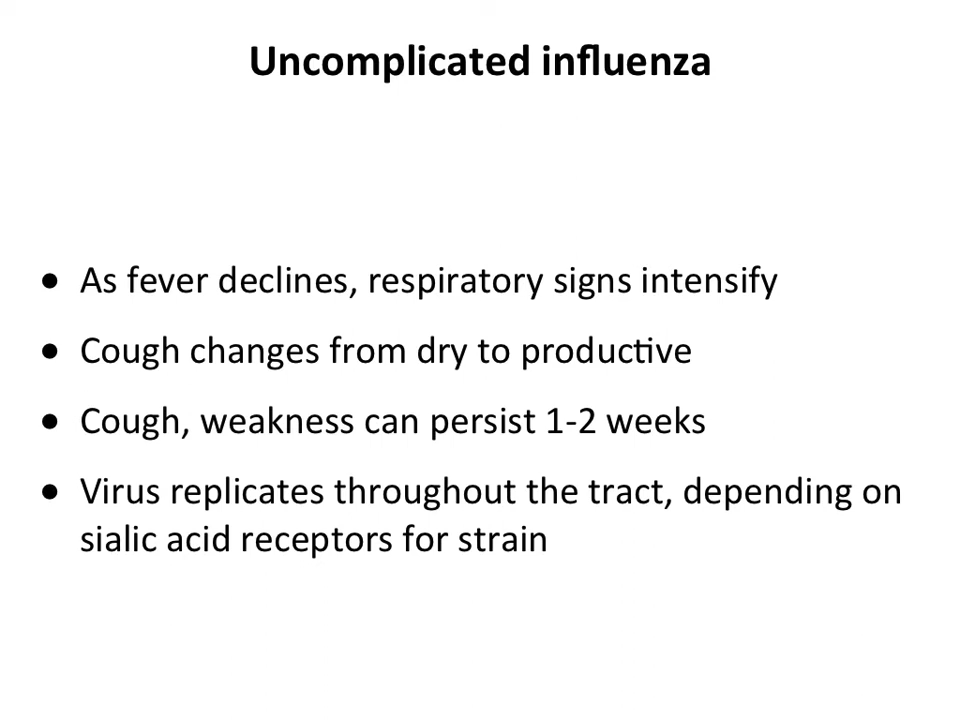 Uncomplicated influenza
• As fever declines, respiratory signs intensify
• Cough changes from dry to productive
• Cough, weakness can persist 1-2 weeks
• Virus replicates throughout the tract, depending on
sialic acid receptors for strain